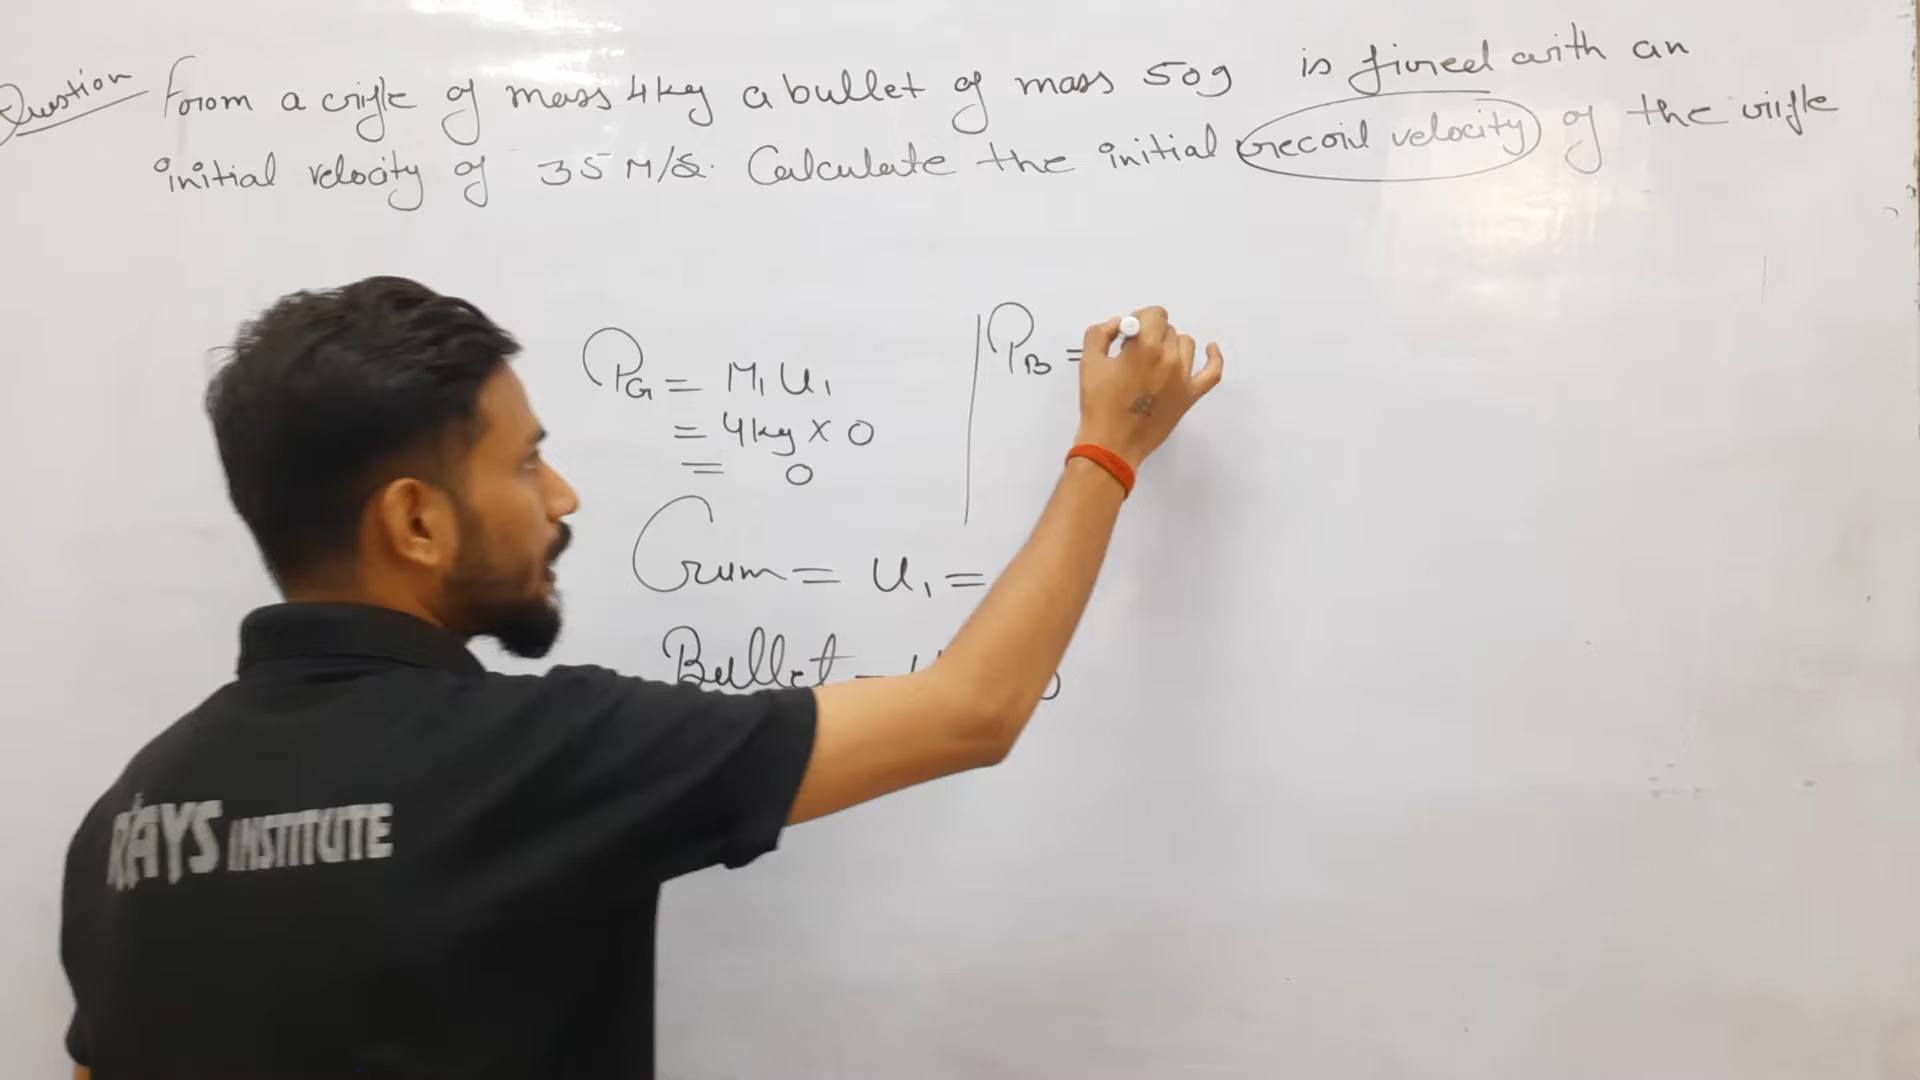 Question From a rifle of mass 4kg a bullet of mass 50g is fired with an
initial velocity of 35 M/S. Calculate the initial recoil velocity of the rifle
PG = M1 U1
= 4kg x 0
= 0
PB =
Gum = U1 =
Bullet
RAYS INSTITUTE